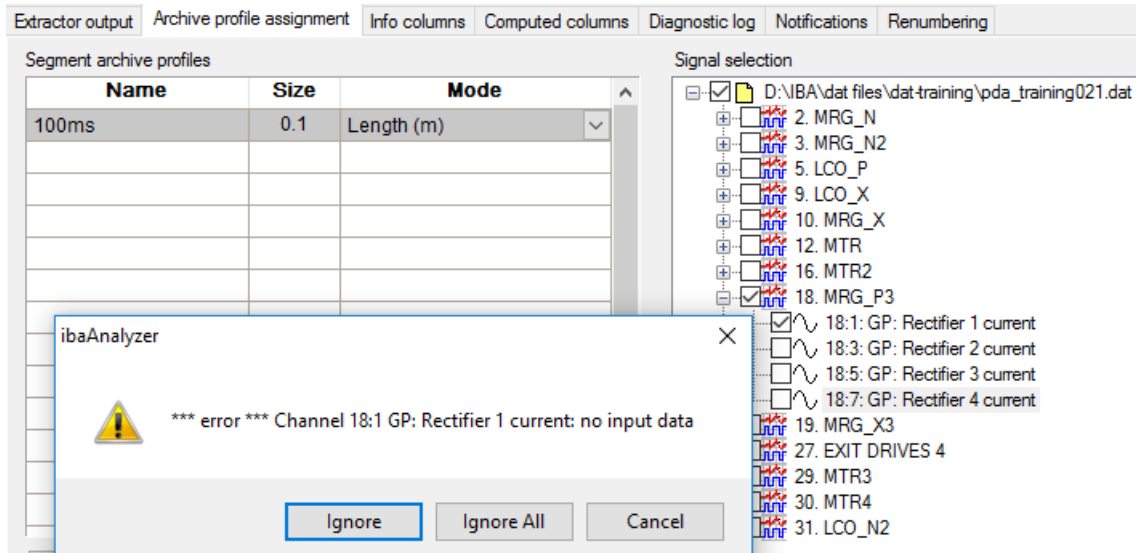 Extractor output Archive profile assignment Info columns Computed columns Diagnostic log Notifications Renumbering
Segment archive profiles
Name Size Mode
100ms 0.1 Length (m)
Signal selection
D:\IBA\dat files\dat-training\pda_training021.dat
2. MRG_N
3. MRG_N2
5. LCO_P
9. LCO_X
10. MRG_X
12. MTR
16. MTR2
18. MRG_P3
18:1: GP: Rectifier 1 current
18:3: GP: Rectifier 2 current
18:5: GP: Rectifier 3 current
18:7: GP: Rectifier 4 current
19. MRG_X3
27. EXIT DRIVES 4
29. MTR3
30. MTR4
31. LCO_N2
ibaAnalyzer
*** error *** Channel 18:1 GP: Rectifier 1 current: no input data
Ignore Ignore All Cancel